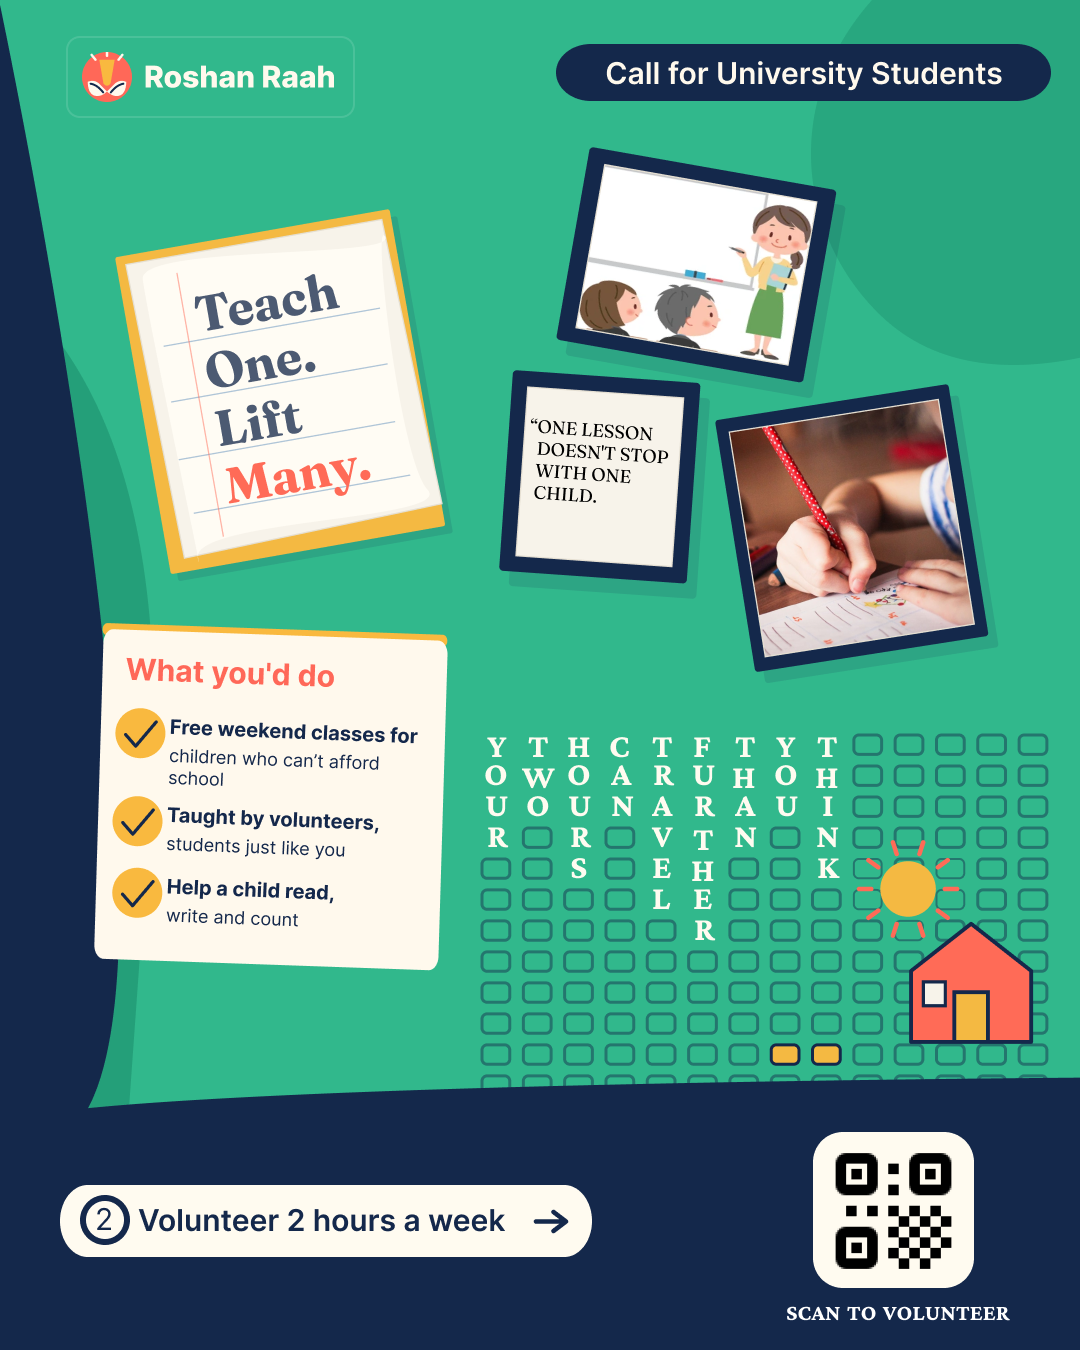 Roshan Raah
Call for University Students
Teach
One.
Lift
Many.
“ONE LESSON
DOESN'T STOP
WITH ONE
CHILD.
What you'd do
Free weekend classes for
children who can’t afford
school
Taught by volunteers,
students just like you
Help a child read,
write and count
YOUR TWO HOURS CAN TRAVEL FURTHER THAN YOU THINK
2 Volunteer 2 hours a week
SCAN TO VOLUNTEER